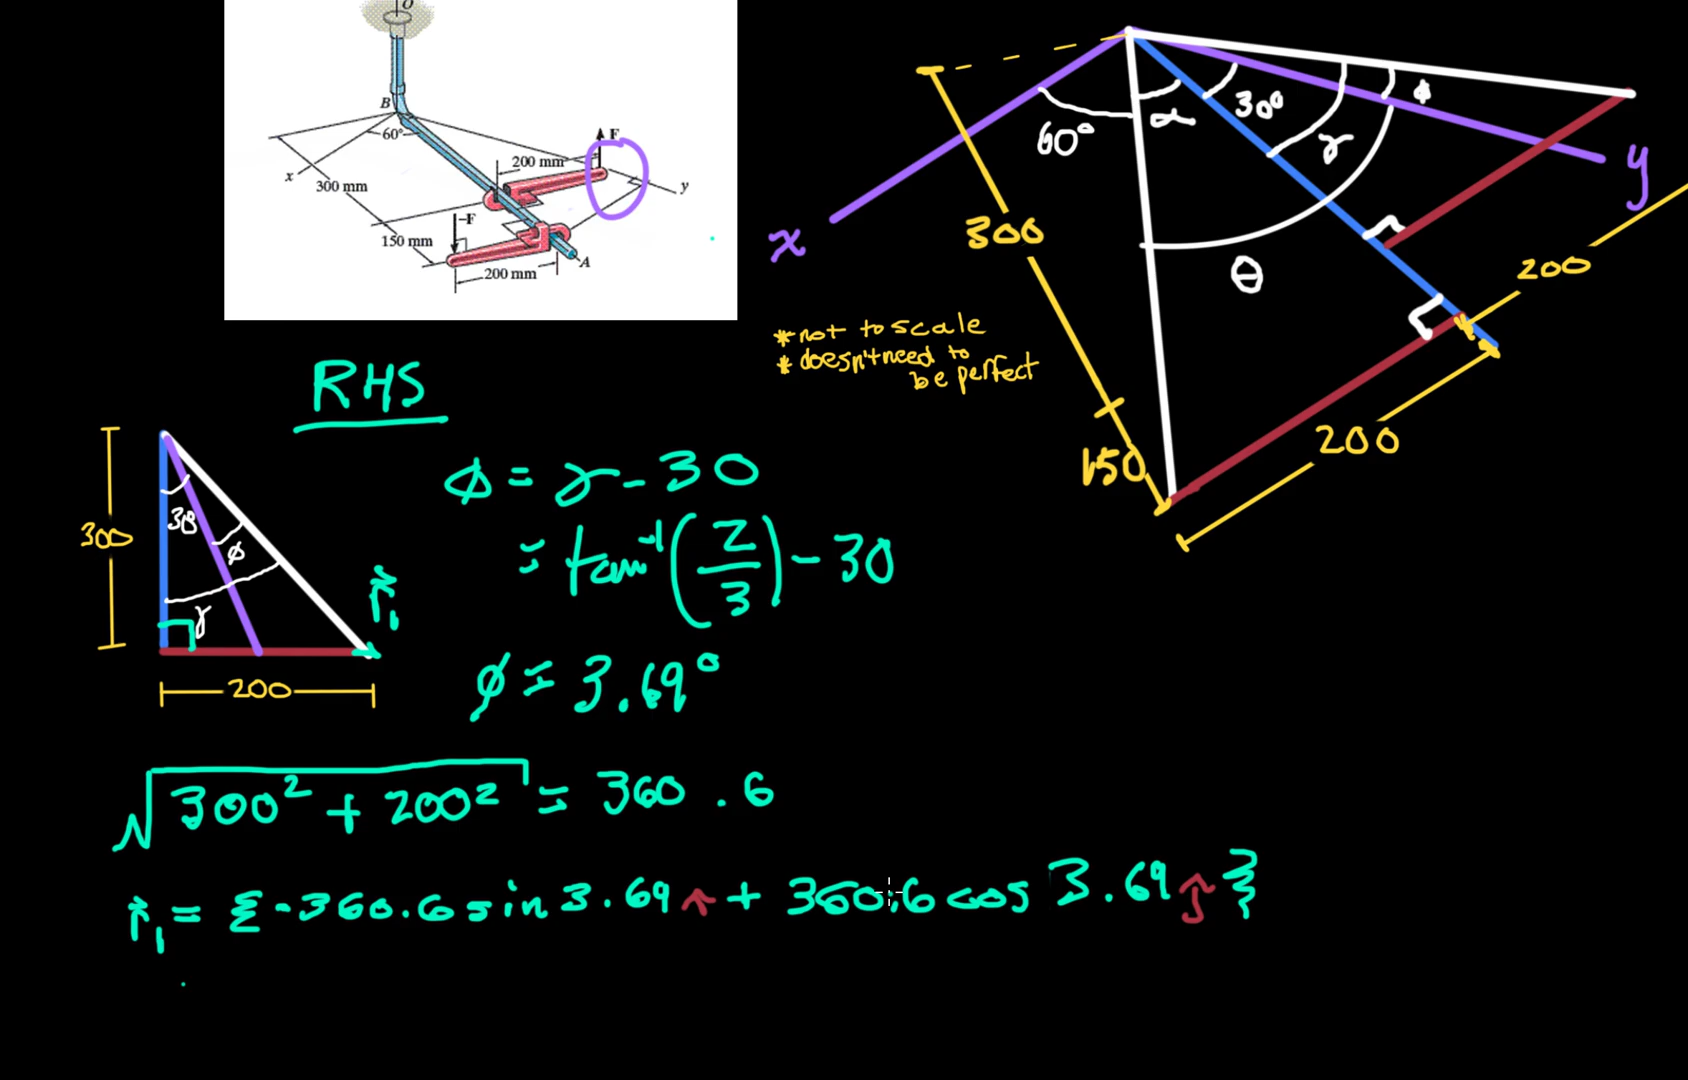 O
B
60°
F
200 mm
x
300 mm
y
-F
150 mm
A
200 mm
60°
α
30°
γ
ϕ
y
x
300
θ
200
*not to scale
*doesn't need to
be perfect
150
200
RHS
300
30
ϕ
γ
r⃗₁
200
ϕ = γ - 30
= tan⁻¹(2/3) - 30
ϕ = 3.69°
√300² + 200² = 360.6
r⃗₁ = {-360.6 sin 3.69 î + 360.6 cos 3.69 ĵ}